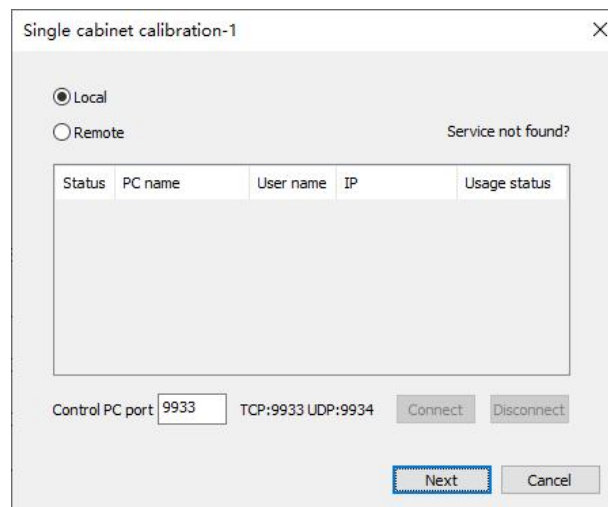 Single cabinet calibration-1
Local
Remote
Service not found?
Status PC name User name IP Usage status
Control PC port 9933 TCP:9933 UDP:9934 Connect Disconnect
Next Cancel